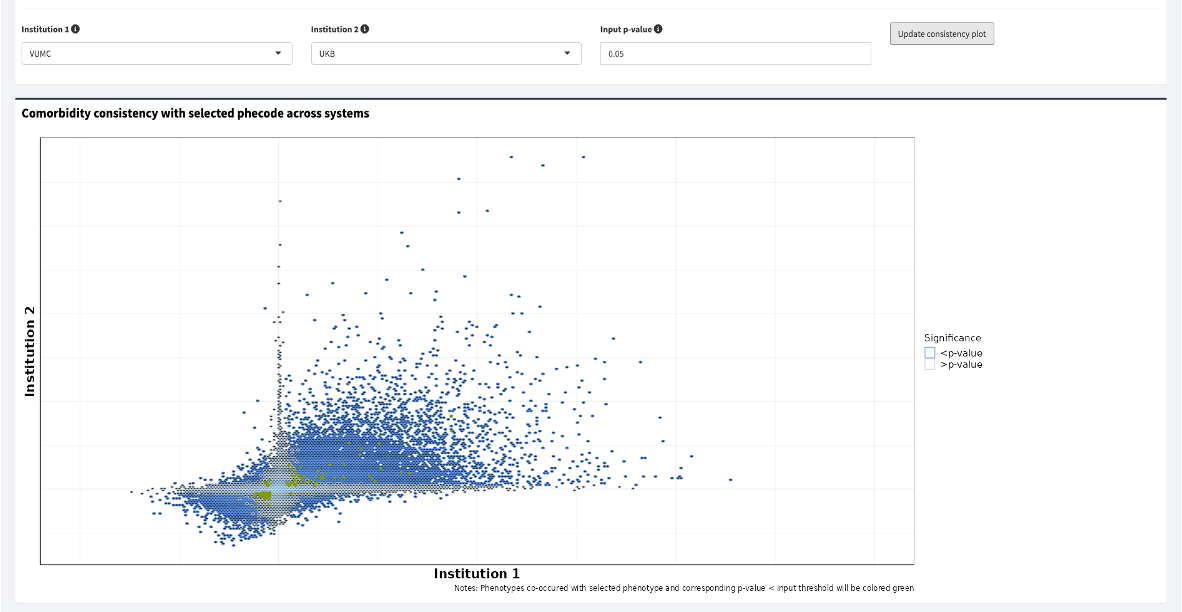 Institution 1 Institution 2 Input p-value
VUMC UKB 0.05 Update consistency plot
Comorbidity consistency with selected phecode across systems
Institution 2
Significance
<p-value
>p-value
Institution 1
Notes: Phenotypes co-occured with selected phenotype and corresponding p-value < input threshold will be colored green